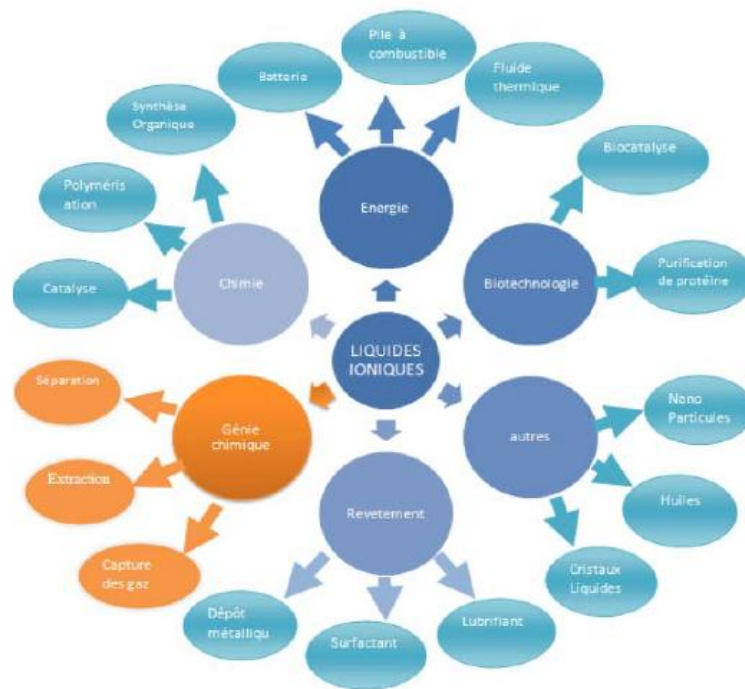 Pile à
combustible
Batterie
Fluide
thermique
Synthèse
Organique
Biocatalyse
Polyméris
ation
Energie
Purification
de protéine
Catalyse
Chimie
Biotechnologie
LIQUIDES
IONIQUES
Séparation
Nano
Particules
Génie
chimique
autres
Extraction
Huiles
Revetement
Capture
des gaz
Cristaux
Liquides
Dépôt
métalliqu
Surfactant
Lubrifiant